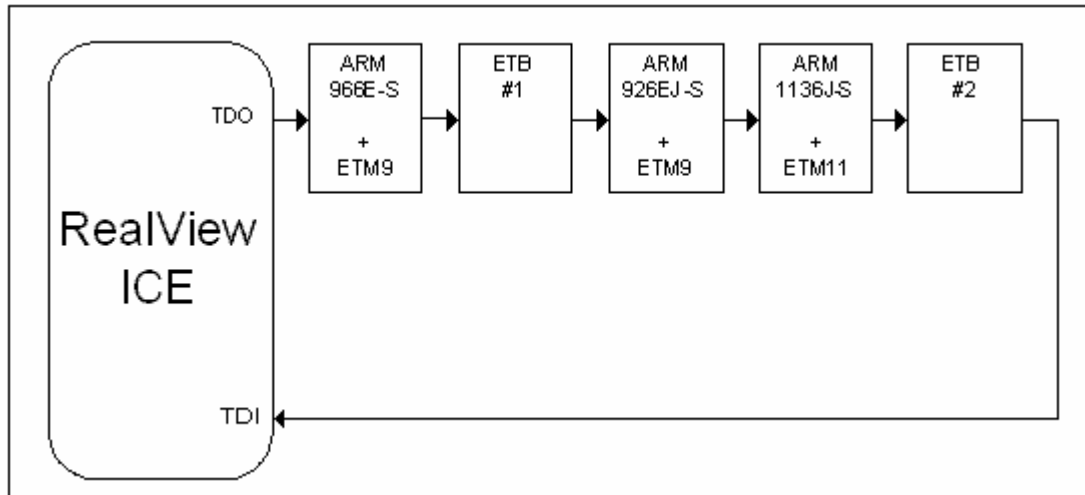 RealView
ICE
TDO
TDI
ARM
966E-S
+
ETM9
ETB
#1
ARM
926EJ-S
+
ETM9
ARM
1136J-S
+
ETM11
ETB
#2